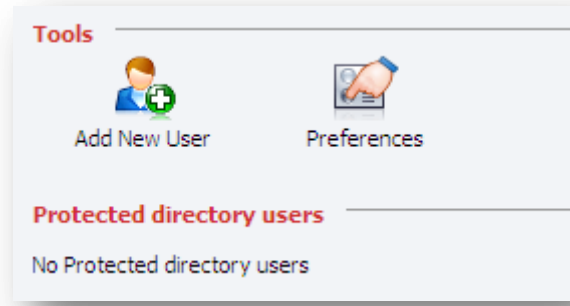 Tools
Add New User
Preferences
Protected directory users
No Protected directory users